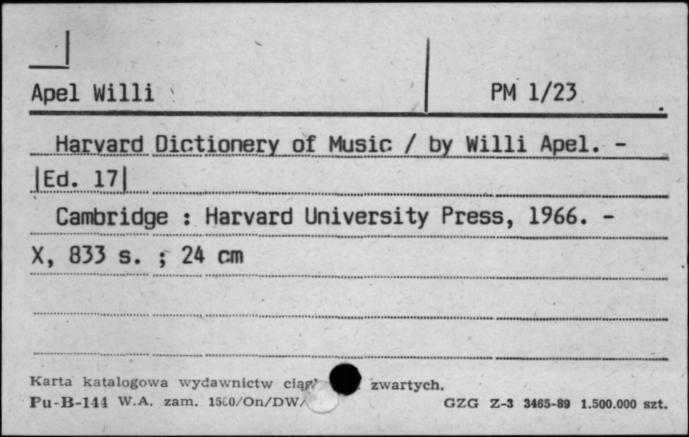 Apel Willi PM 1/23
Harvard Dictionery of Music / by Willi Apel. -
|Ed. 17|
Cambridge : Harvard University Press, 1966. -
X, 833 s. ; 24 cm
Karta katalogowa wydawnictw zwartych.
Pu-B-144 W.A. zam. GZG Z-3 3465-89 1.500.000 szt.